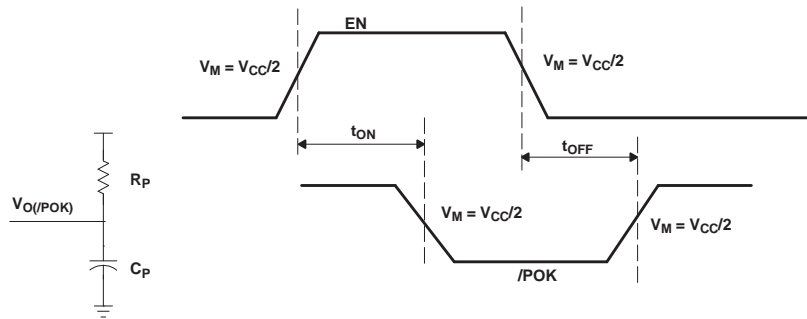 EN
V_M = V_CC/2
V_M = V_CC/2
t_ON
t_OFF
R_P
V_O(/POK)
V_M = V_CC/2
V_M = V_CC/2
C_P
/POK